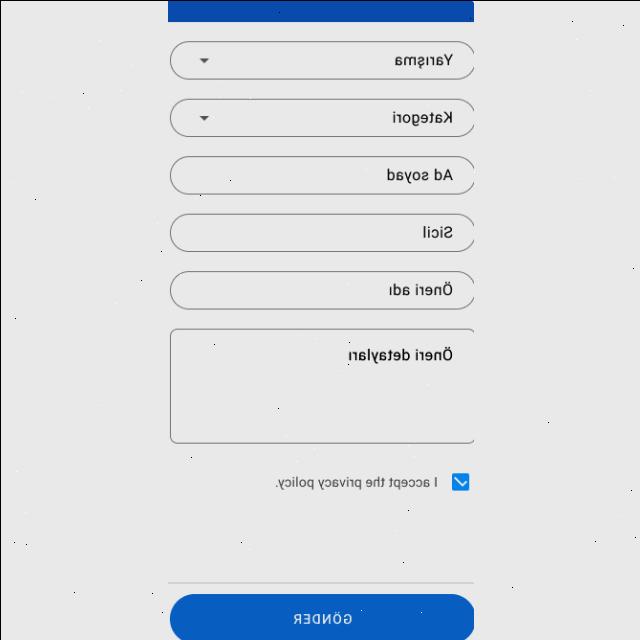 Yarışma
Kategori
Ad soyad
Sicil
Öneri adı
Öneri detayları
I accept the privacy policy.
GÖNDER